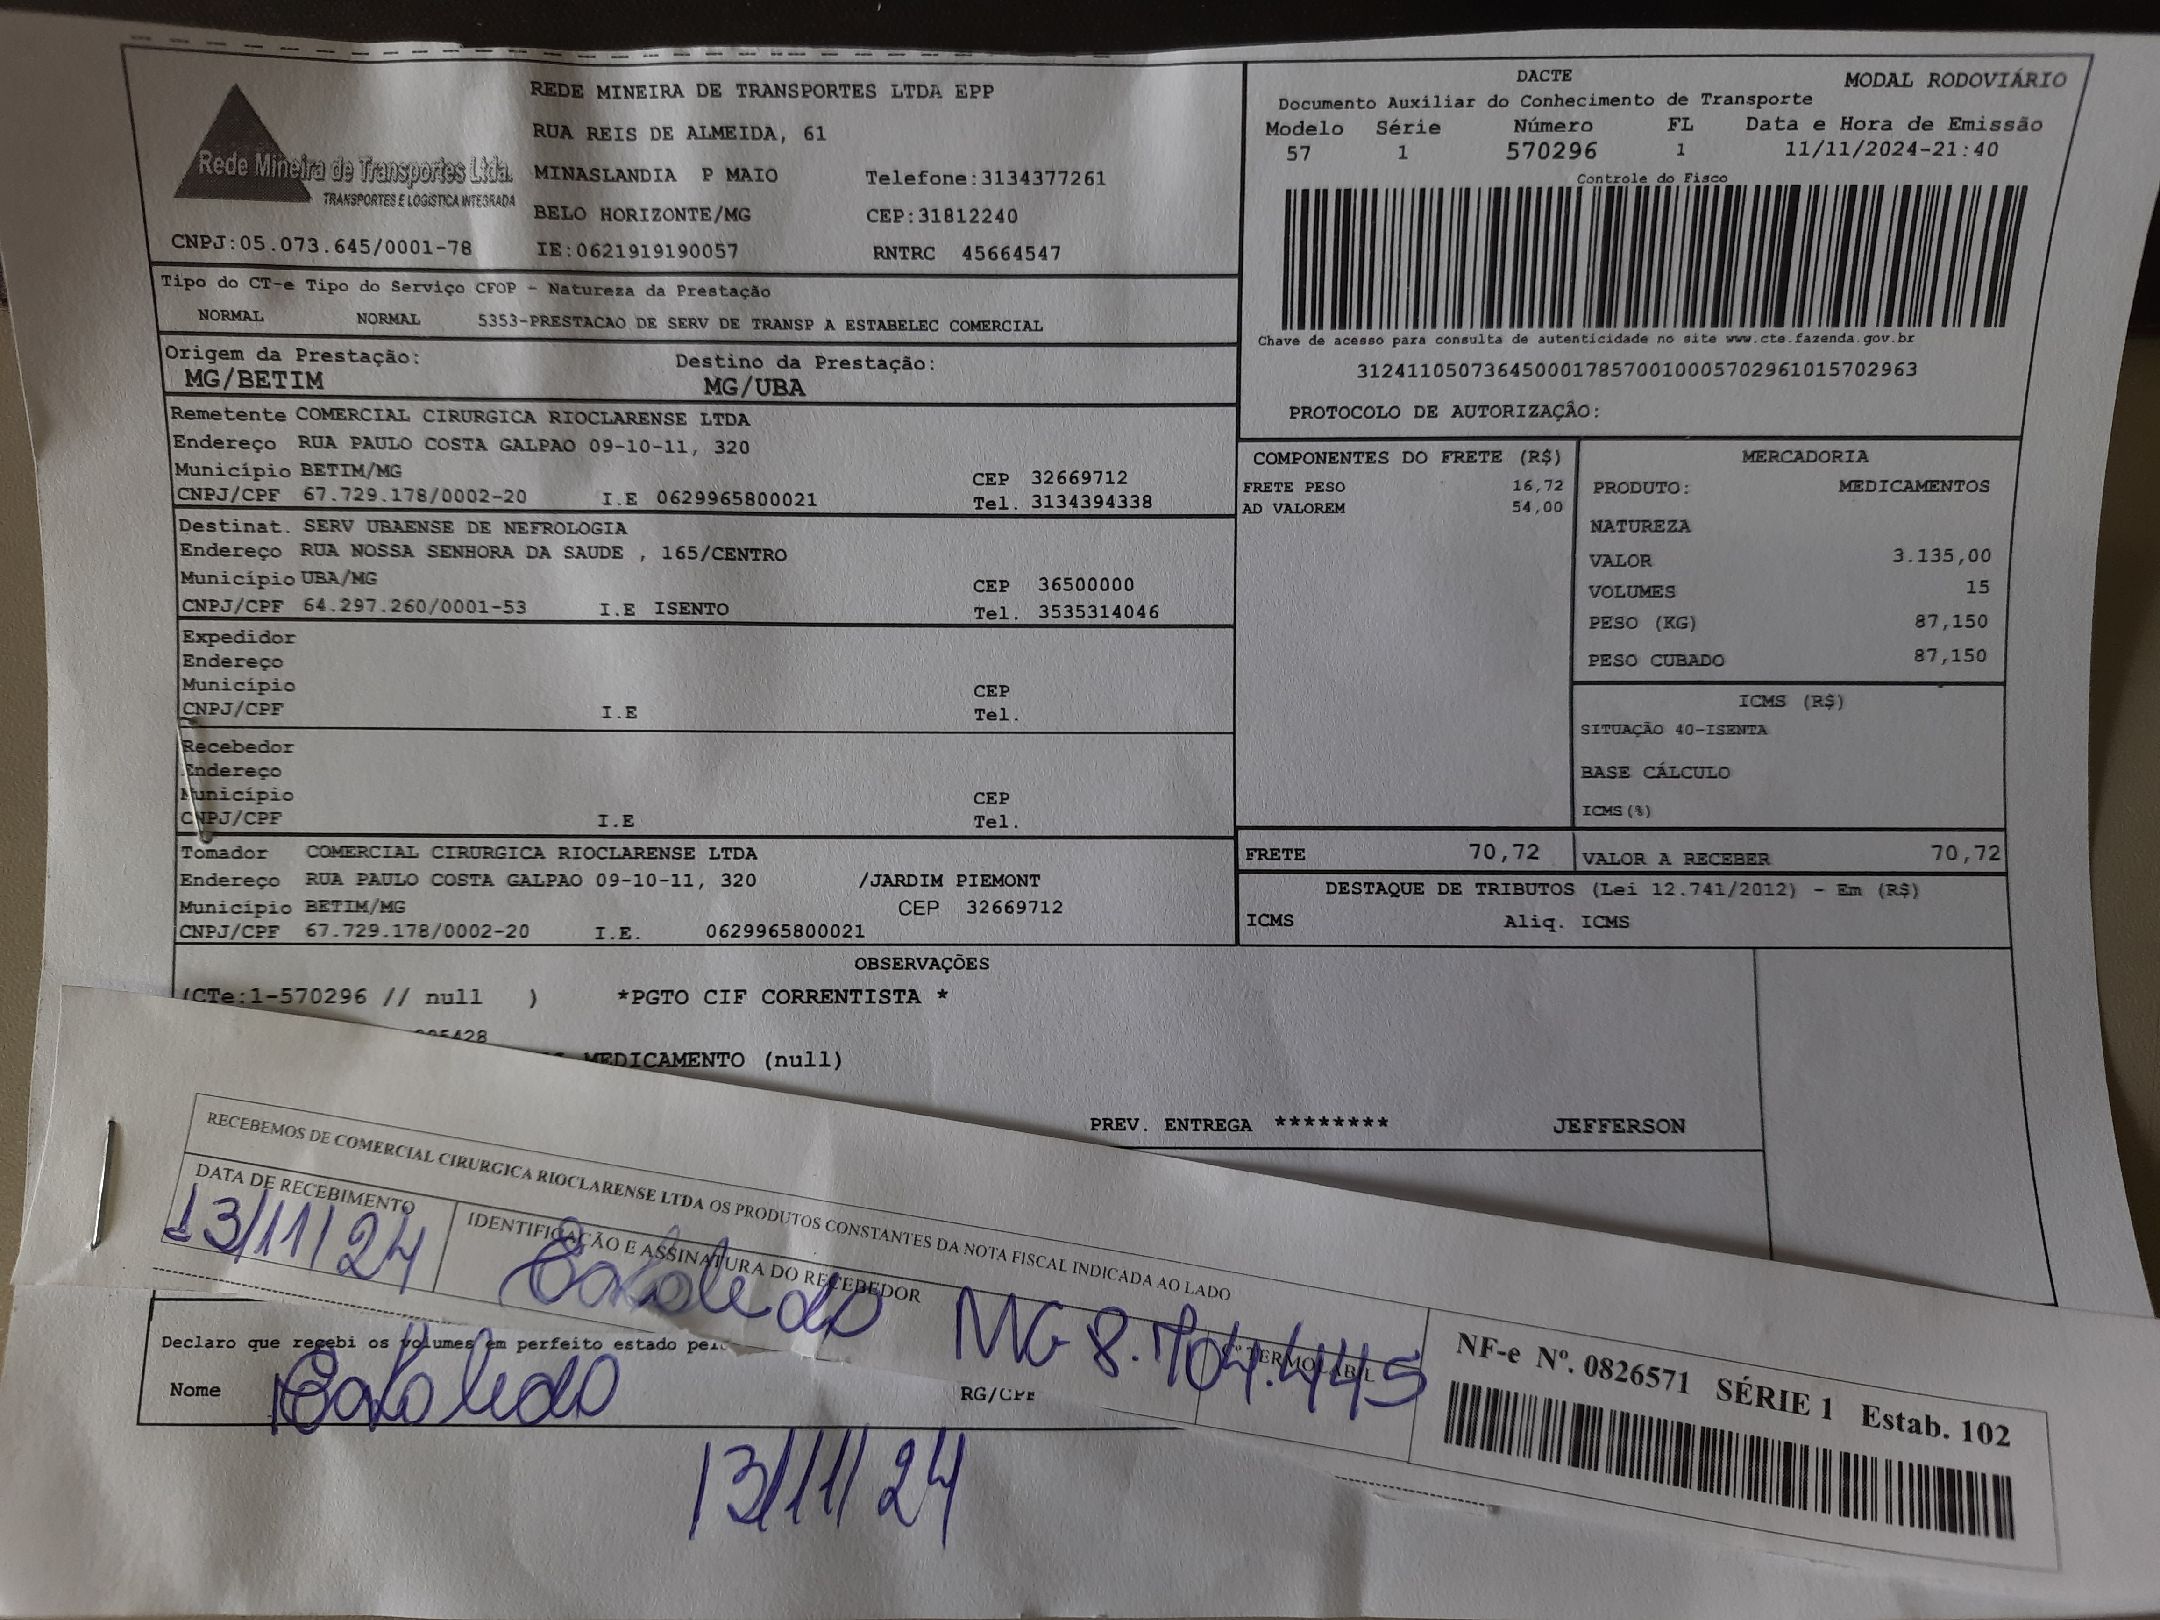 REDE MINEIRA DE TRANSPORTES LTDA EPP
RUA REIS DE ALMEIDA, 61
Rede Mineira de Transportes Ltda.
TRANSPORTES E LOGISTICA INTEGRADA
MINASLANDIA P MAIO Telefone:3134377261
BELO HORIZONTE/MG CEP:31812240
CNPJ:05.073.645/0001-78 IE:0621919190057 RNTRC 45664547
DACTE MODAL RODOVIÁRIO
Documento Auxiliar do Conhecimento de Transporte
Modelo Série Número FL Data e Hora de Emissão
57 1 570296 1 11/11/2024-21:40
Controle do Fisco
Chave de acesso para consulta de autenticidade no site www.cte.fazenda.gov.br
31241105073645000178570010005702961015702963
PROTOCOLO DE AUTORIZAÇÃO:
Tipo do CT-e Tipo do Serviço CFOP - Natureza da Prestação
NORMAL NORMAL 5353-PRESTACAO DE SERV DE TRANSP A ESTABELEC COMERCIAL
Origem da Prestação: Destino da Prestação:
MG/BETIM MG/UBA
Remetente COMERCIAL CIRURGICA RIOCLARENSE LTDA
Endereço RUA PAULO COSTA GALPAO 09-10-11, 320
Município BETIM/MG CEP 32669712
CNPJ/CPF 67.729.178/0002-20 I.E 0629965800021 Tel. 3134394338
Destinat. SERV UBAENSE DE NEFROLOGIA
Endereço RUA NOSSA SENHORA DA SAUDE , 165/CENTRO
Município UBA/MG CEP 36500000
CNPJ/CPF 64.297.260/0001-53 I.E ISENTO Tel. 3535314046
Expedidor
Endereço
Município CEP
CNPJ/CPF I.E Tel.
Recebedor
Endereço
Município CEP
CNPJ/CPF I.E Tel.
Tomador COMERCIAL CIRURGICA RIOCLARENSE LTDA
Endereço RUA PAULO COSTA GALPAO 09-10-11, 320 /JARDIM PIEMONT
Município BETIM/MG CEP 32669712
CNPJ/CPF 67.729.178/0002-20 I.E. 0629965800021
COMPONENTES DO FRETE (R$)
FRETE PESO 16,72
AD VALOREM 54,00
MERCADORIA
PRODUTO: MEDICAMENTOS
NATUREZA
VALOR 3.135,00
VOLUMES 15
PESO (KG) 87,150
PESO CUBADO 87,150
ICMS (R$)
SITUAÇÃO 40-ISENTA
BASE CÁLCULO
ICMS(%)
FRETE 70,72 VALOR A RECEBER 70,72
DESTAQUE DE TRIBUTOS (Lei 12.741/2012) - Em (R$)
ICMS Aliq. ICMS
OBSERVAÇÕES
(CTe:1-570296 // null ) *PGTO CIF CORRENTISTA *
MEDICAMENTO (null)
PREV. ENTREGA ******** JEFFERSON
RECEBEMOS DE COMERCIAL CIRURGICA RIOCLARENSE LTDA OS PRODUTOS CONSTANTES DA NOTA FISCAL INDICADA AO LADO
DATA DE RECEBIMENTO IDENTIFICAÇÃO E ASSINATURA DO RECEBEDOR
13/11/24 MG 8.704.445
NF-e Nº. 0826571 SÉRIE 1 Estab. 102
Declaro que recebi os volumes em perfeito estado
Nome RG/CPF
13/11/24